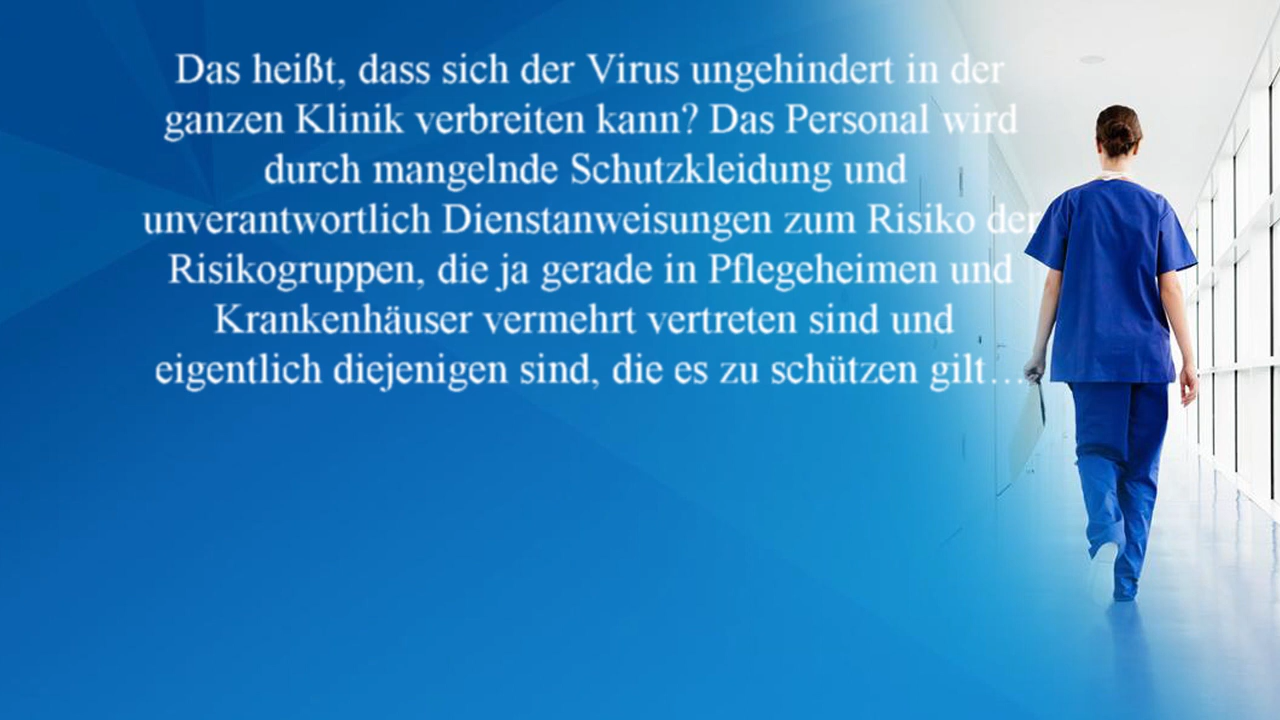 Das heißt, dass sich der Virus ungehindert in der
ganzen Klinik verbreiten kann? Das Personal wird
durch mangelnde Schutzkleidung und
unverantwortlich Dienstanweisungen zum Risiko der
Risikogruppen, die ja gerade in Pflegeheimen und
Krankenhäuser vermehrt vertreten sind und
eigentlich diejenigen sind, die es zu schützen gilt…